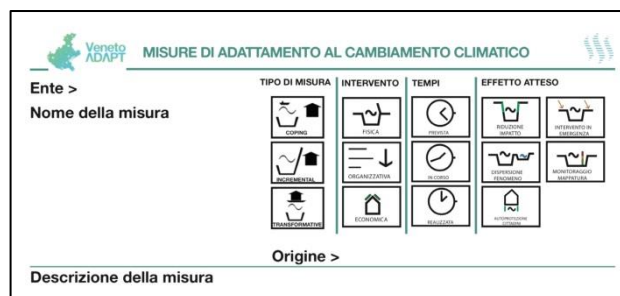 Veneto
ADAPT
MISURE DI ADATTAMENTO AL CAMBIAMENTO CLIMATICO
Ente >
Nome della misura
TIPO DI MISURA
COPING
INCREMENTAL
TRANSFORMATIVE
INTERVENTO
FISICA
ORGANIZZATIVA
ECONOMICA
TEMPI
PREVISTA
IN CORSO
REALIZZATA
EFFETTO ATTESO
RIDUZIONE
IMPATTO
INTERVENTO IN
EMERGENZA
DISPERSIONE
FENOMENO
MONITORAGGIO
MAPPATURA
AUTOPROTEZIONE
CITTADINI
Origine >
Descrizione della misura